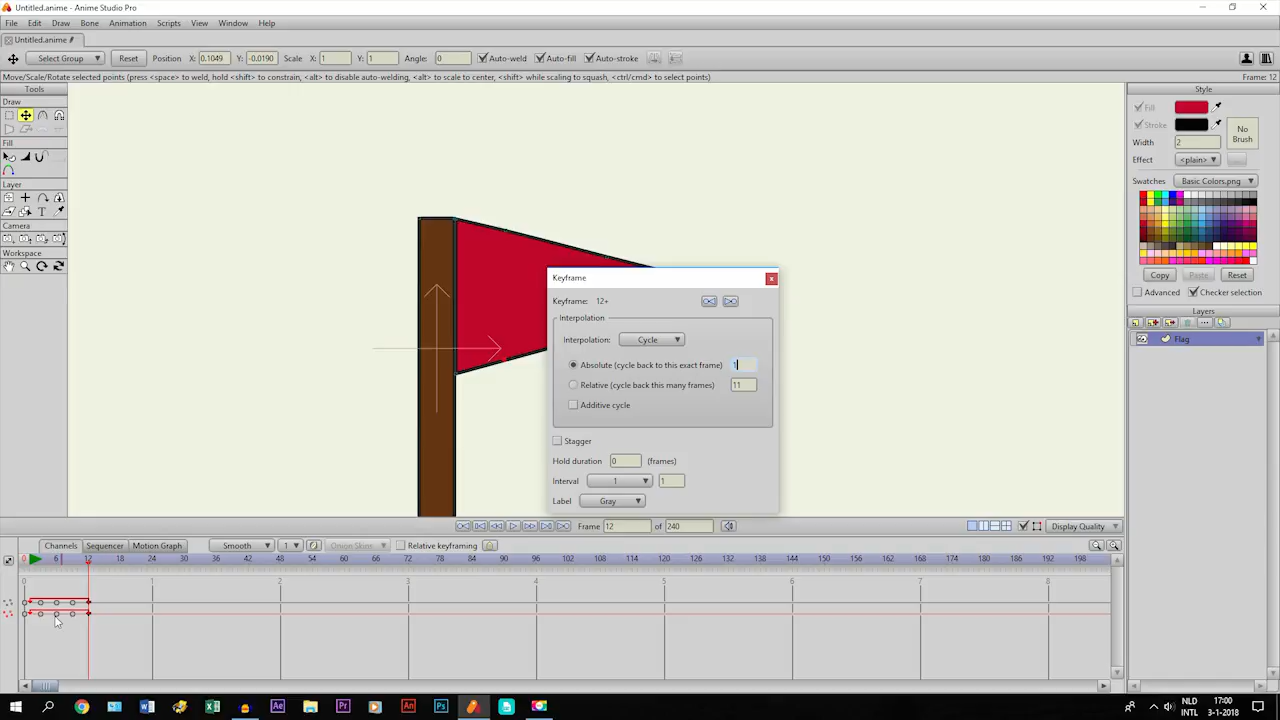 Untitled.anime - Anime Studio Pro
File Edit Draw Bone Animation Scripts View Window Help
Untitled.anime *
Select Group Reset Position X: 0.1049 Y: -0.0190 Scale X: 1 Y: 1 Angle: 0 Auto-weld Auto-fill Auto-stroke
Move/Scale/Rotate selected points (press <space> to weld, hold <shift> to constrain, <alt> to disable auto-welding, <alt> to scale to center, <shift> while scaling to squash, <ctrl/cmd> to select points) Frame: 12
Tools
Draw
Fill
Layer
Camera
Workspace
Style
Fill
Stroke
No
Brush
Width 2
Effect <plain>
Swatches Basic Colors.png
Copy Paste Reset
Advanced Checker selection
Layers
Flag
Keyframe
Keyframe: 12+
Interpolation
Interpolation: Cycle
Absolute (cycle back to this exact frame) 1
Relative (cycle back this many frames) 11
Additive cycle
Stagger
Hold duration 0 (frames)
Interval 1 1
Label Gray
Frame 12 of 240 Display Quality
Channels Sequencer Motion Graph Smooth 1 Onion Skins Relative keyframing
0 6 12 18 24 30 36 42 48 54 60 66 72 78 84 90 96 102 108 114 120 126 132 138 144 150 156 162 168 174 180 186 192 198
0 1 2 3 4 5 6 7 8
Ae Pr An Ps
NLD 17:00
INTL 3-1-2018